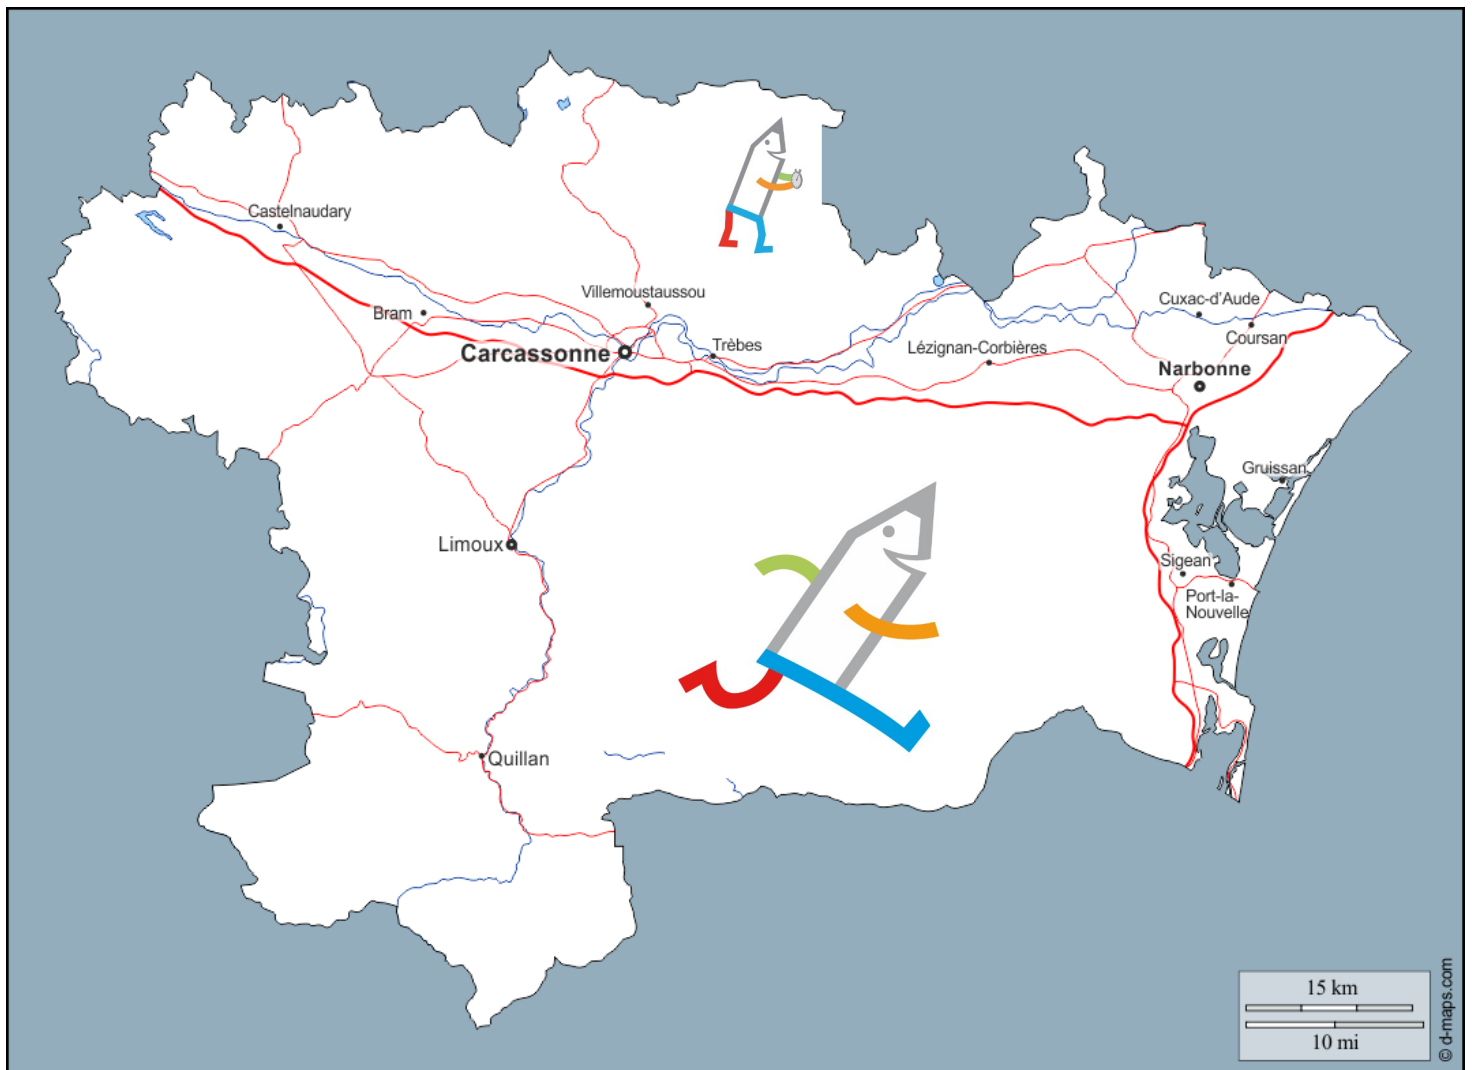 Castelnaudary
Villemoustaussou
Bram
Carcassonne
Trèbes
Lézignan-Corbières
Cuxac-d'Aude
Coursan
Narbonne
Gruissan
Limoux
Sigean
Port-la-
Nouvelle
Quillan
15 km
10 mi
© d-maps.com